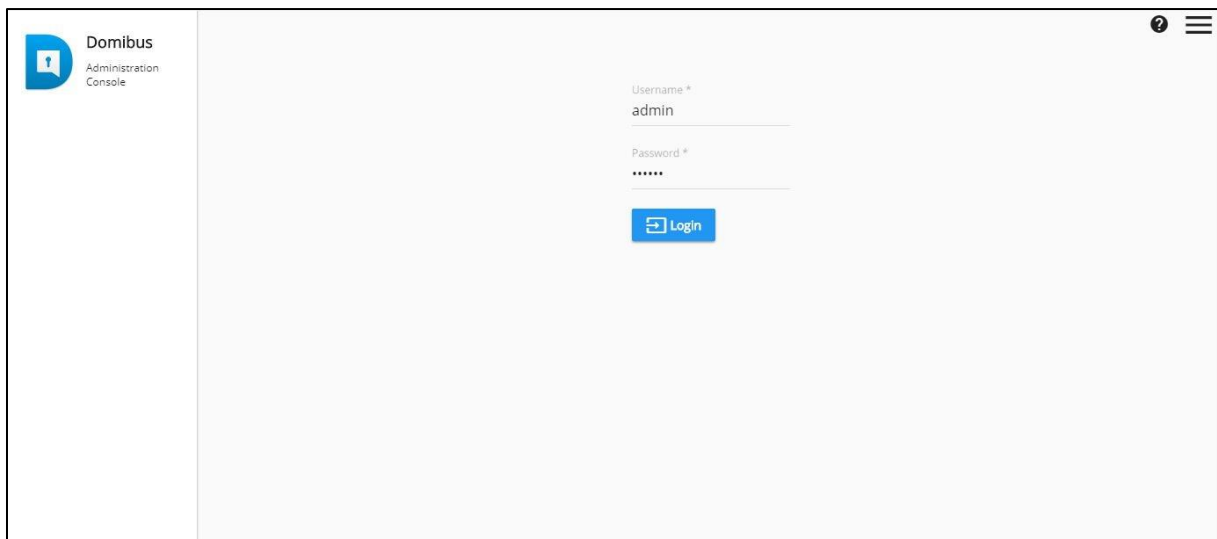 Domibus
Administration
Console
Username *
admin
Password *
••••••
Login